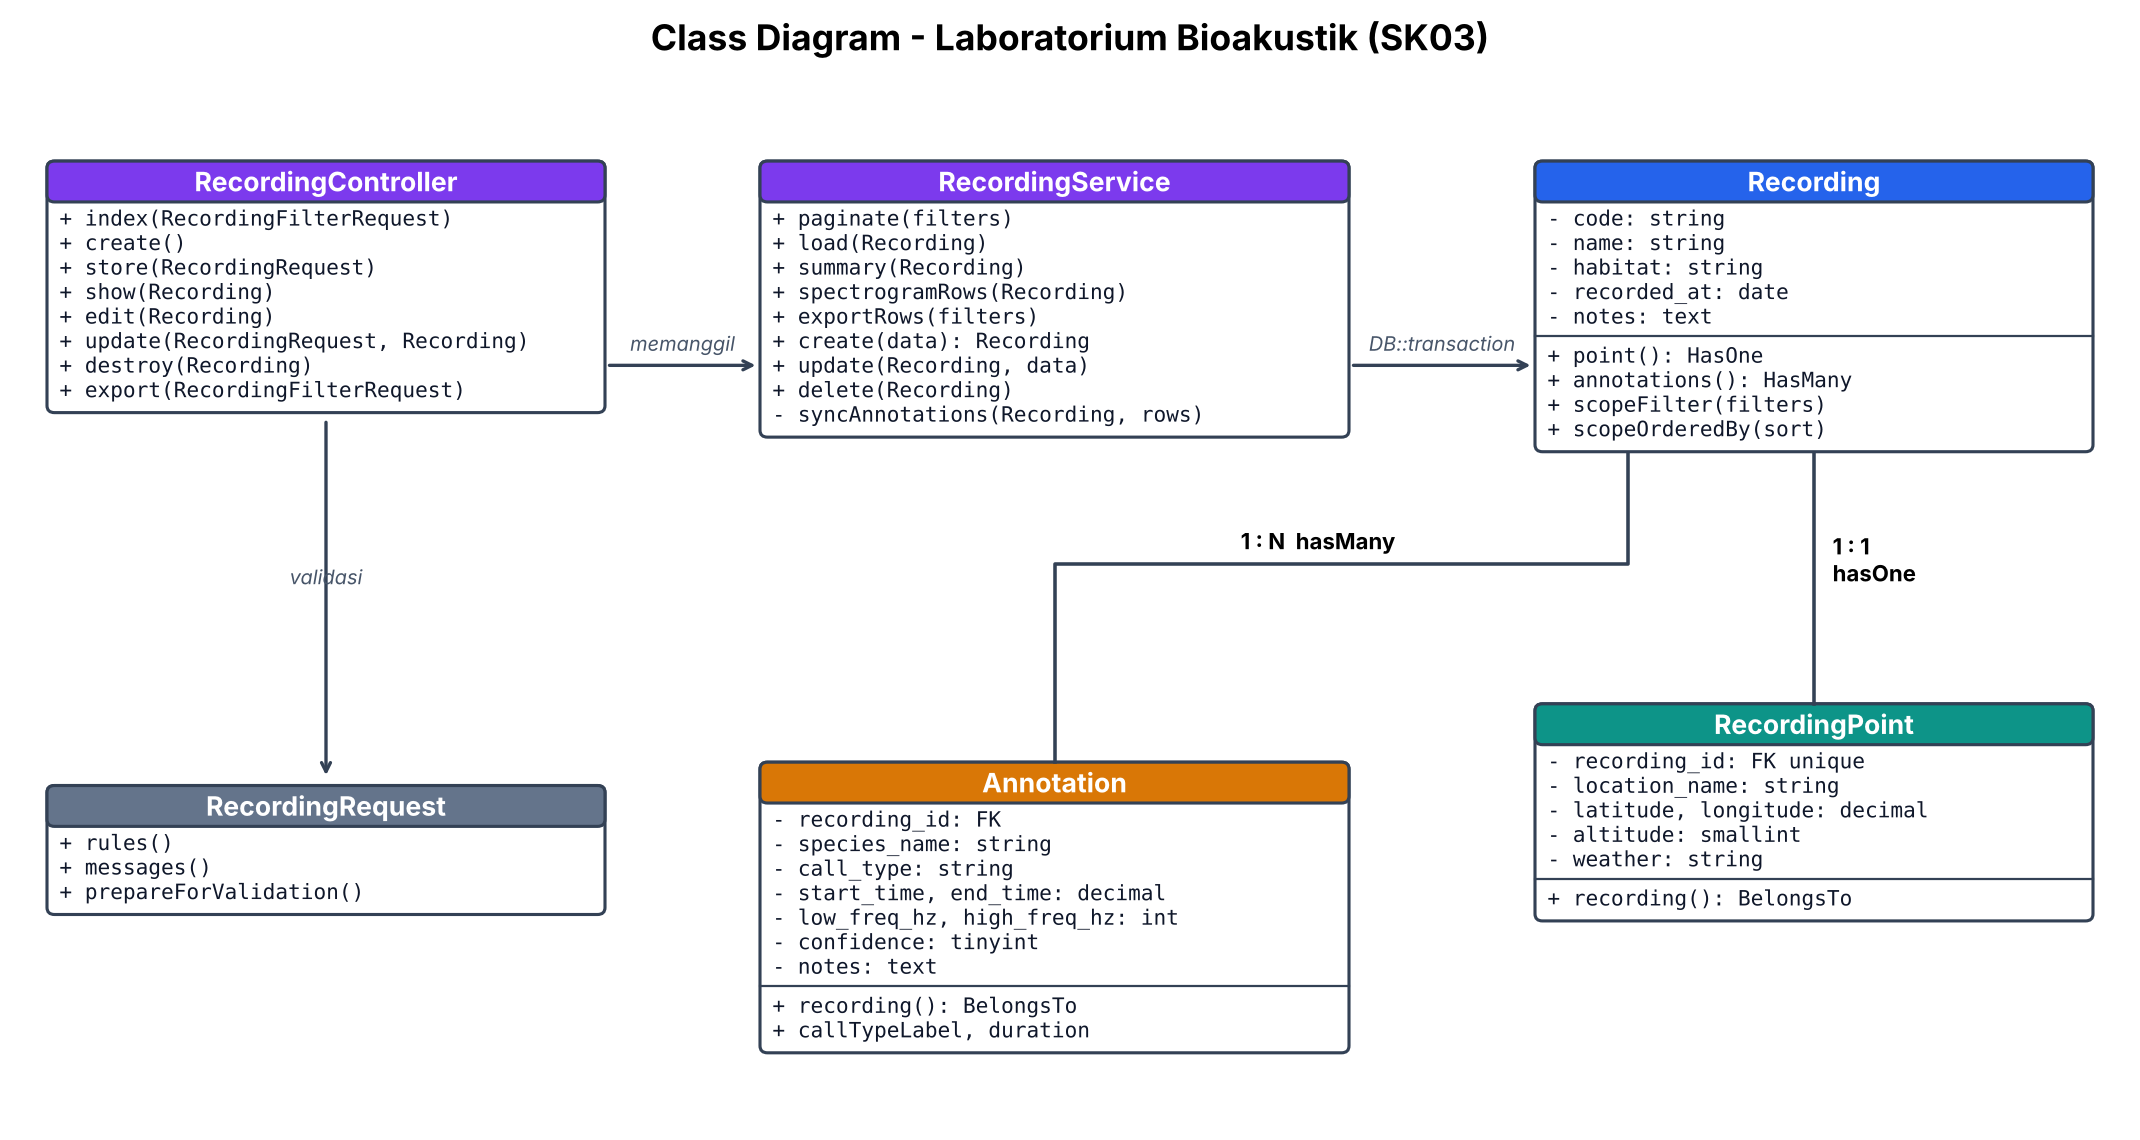 Class Diagram - Laboratorium Bioakustik (SK03)
RecordingController
+ index(RecordingFilterRequest)
+ create()
+ store(RecordingRequest)
+ show(Recording)
+ edit(Recording)
+ update(RecordingRequest, Recording)
+ destroy(Recording)
+ export(RecordingFilterRequest)
memanggil
RecordingService
+ paginate(filters)
+ load(Recording)
+ summary(Recording)
+ spectrogramRows(Recording)
+ exportRows(filters)
+ create(data): Recording
+ update(Recording, data)
+ delete(Recording)
- syncAnnotations(Recording, rows)
DB::transaction
Recording
- code: string
- name: string
- habitat: string
- recorded_at: date
- notes: text
+ point(): HasOne
+ annotations(): HasMany
+ scopeFilter(filters)
+ scopeOrderedBy(sort)
validasi
1 : N hasMany
1 : 1
hasOne
RecordingRequest
+ rules()
+ messages()
+ prepareForValidation()
Annotation
- recording_id: FK
- species_name: string
- call_type: string
- start_time, end_time: decimal
- low_freq_hz, high_freq_hz: int
- confidence: tinyint
- notes: text
+ recording(): BelongsTo
+ callTypeLabel, duration
RecordingPoint
- recording_id: FK unique
- location_name: string
- latitude, longitude: decimal
- altitude: smallint
- weather: string
+ recording(): BelongsTo